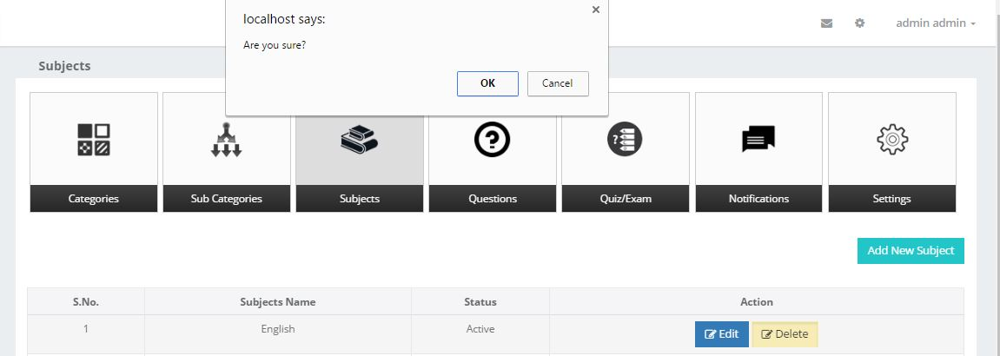 localhost says:
Are you sure?
OK Cancel
admin admin
Subjects
Categories Sub Categories Subjects Questions Quiz/Exam Notifications Settings
Add New Subject
S.No. Subjects Name Status Action
1 English Active Edit Delete